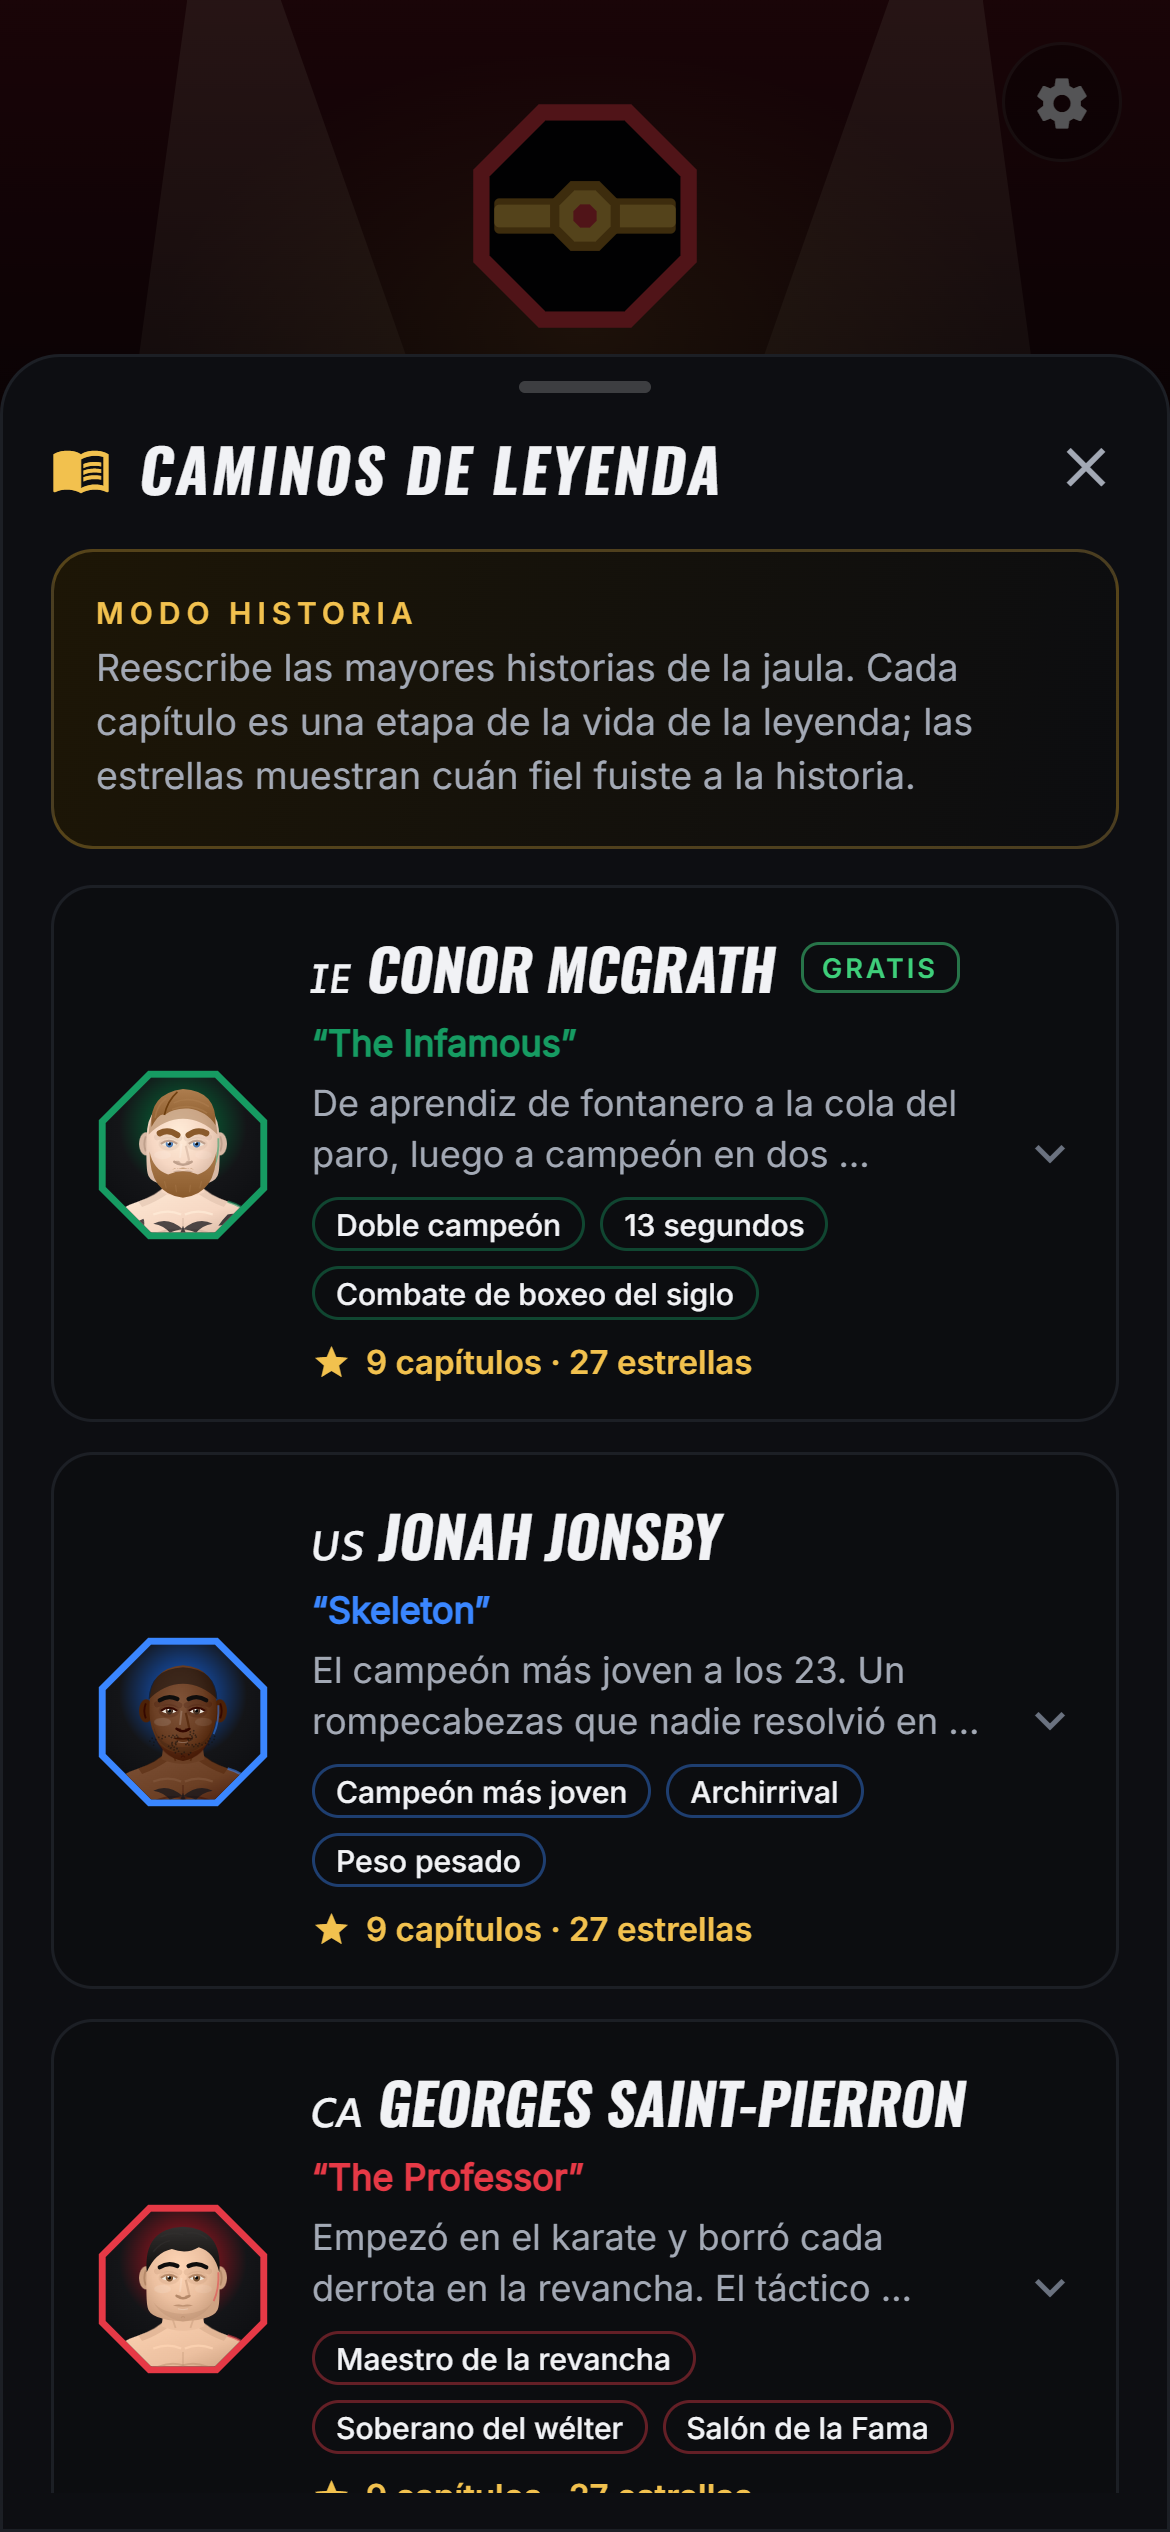 CAMINOS DE LEYENDA
MODO HISTORIA
Reescribe las mayores historias de la jaula. Cada
capítulo es una etapa de la vida de la leyenda; las
estrellas muestran cuán fiel fuiste a la historia.
IE CONOR MCGRATH GRATIS
“The Infamous”
De aprendiz de fontanero a la cola del
paro, luego a campeón en dos ...
Doble campeón 13 segundos
Combate de boxeo del siglo
9 capítulos · 27 estrellas
US JONAH JONSBY
“Skeleton”
El campeón más joven a los 23. Un
rompecabezas que nadie resolvió en ...
Campeón más joven Archirrival
Peso pesado
9 capítulos · 27 estrellas
CA GEORGES SAINT-PIERRON
“The Professor”
Empezó en el karate y borró cada
derrota en la revancha. El táctico ...
Maestro de la revancha
Soberano del wélter Salón de la Fama
9 capítulos · 27 estrellas